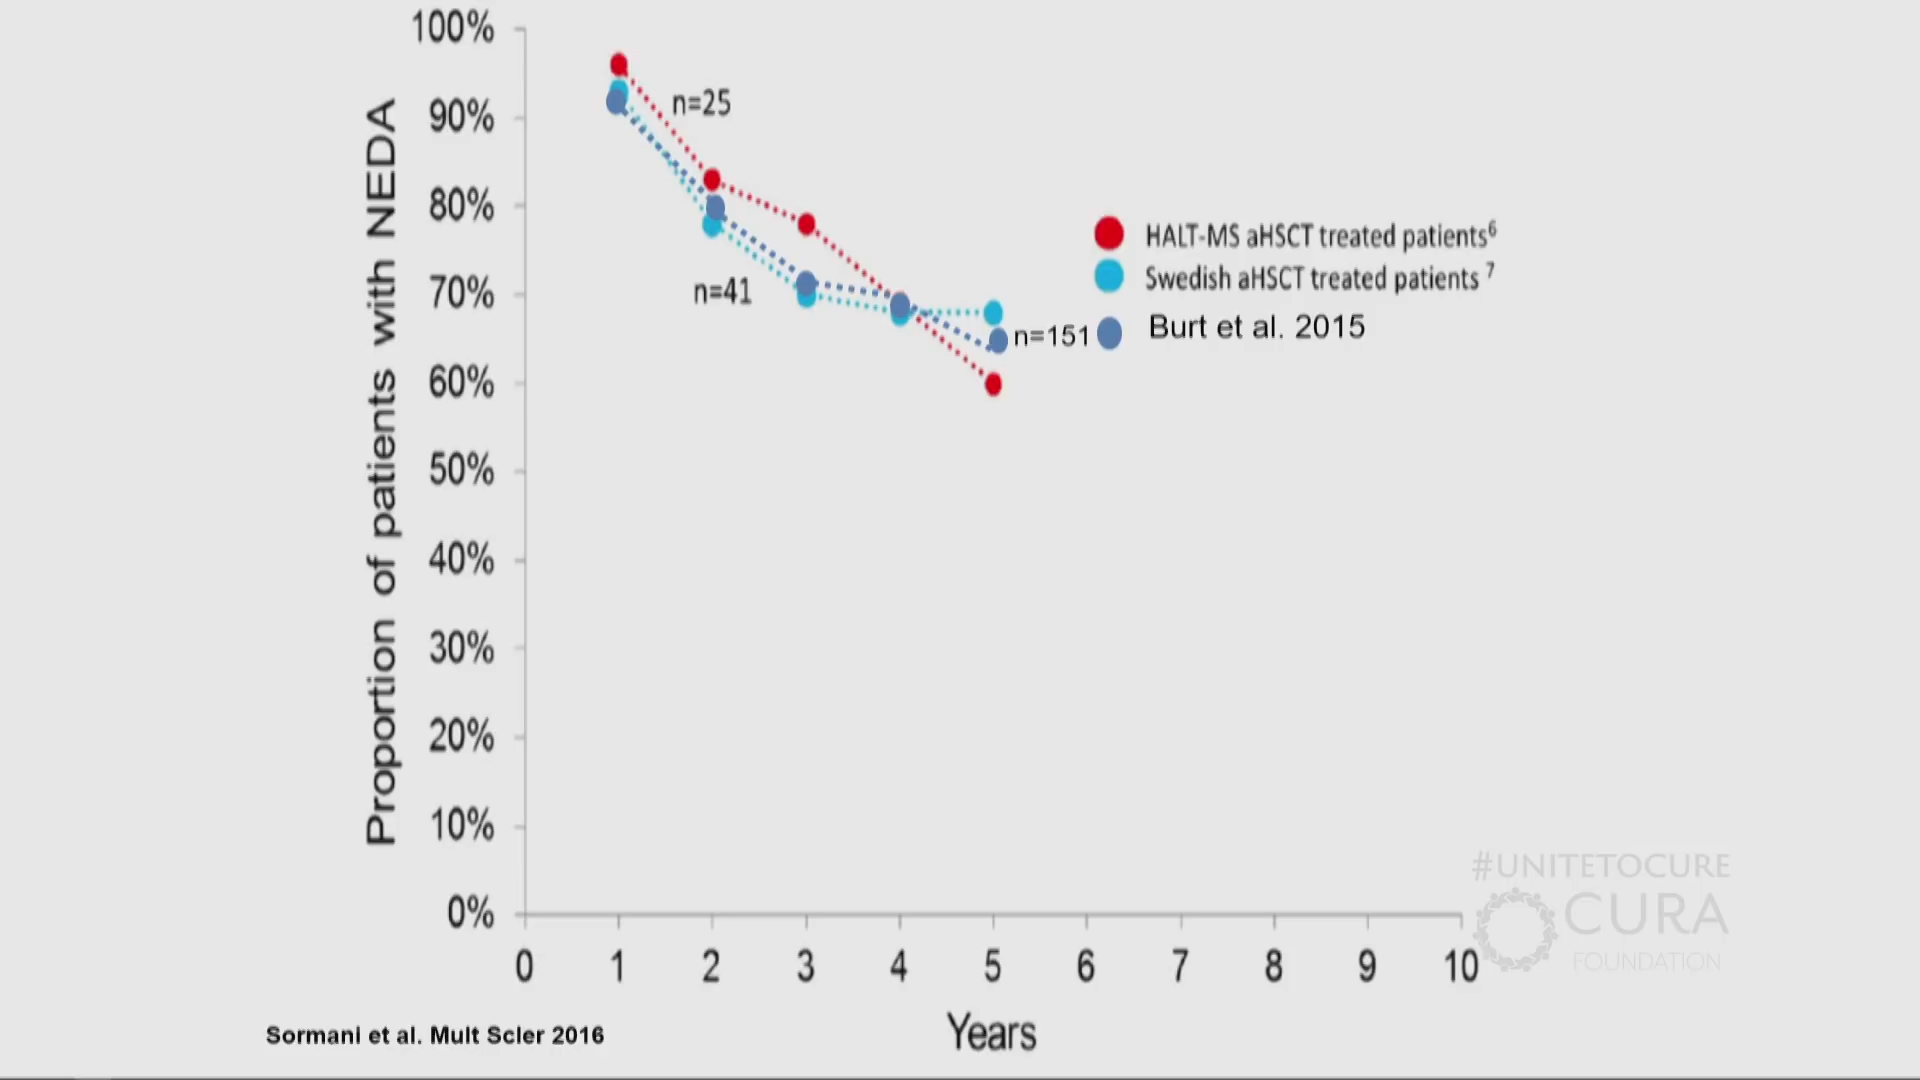 100%
90%
80%
70%
60%
50%
40%
30%
20%
10%
0%
Proportion of patients with NEDA
n=25
n=41
n=151
HALT-MS aHSCT treated patients⁶
Swedish aHSCT treated patients ⁷
Burt et al. 2015
0 1 2 3 4 5 6 7 8 9 10
Years
Sormani et al. Mult Scler 2016
#UNITETOCURE
CURA
FOUNDATION